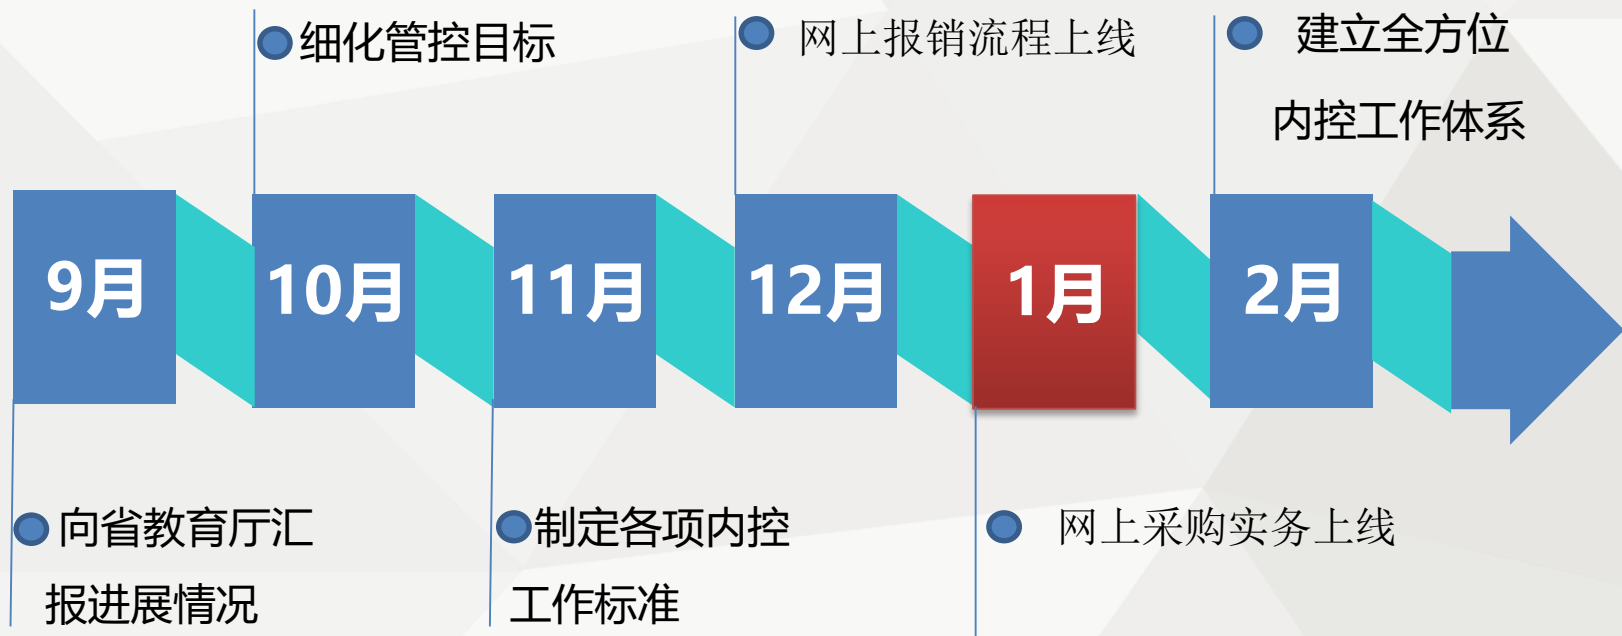 细化管控目标
网上报销流程上线
建立全方位
内控工作体系
9月
10月
11月
12月
1月
2月
向省教育厅汇
报进展情况
制定各项内控
工作标准
网上采购实务上线